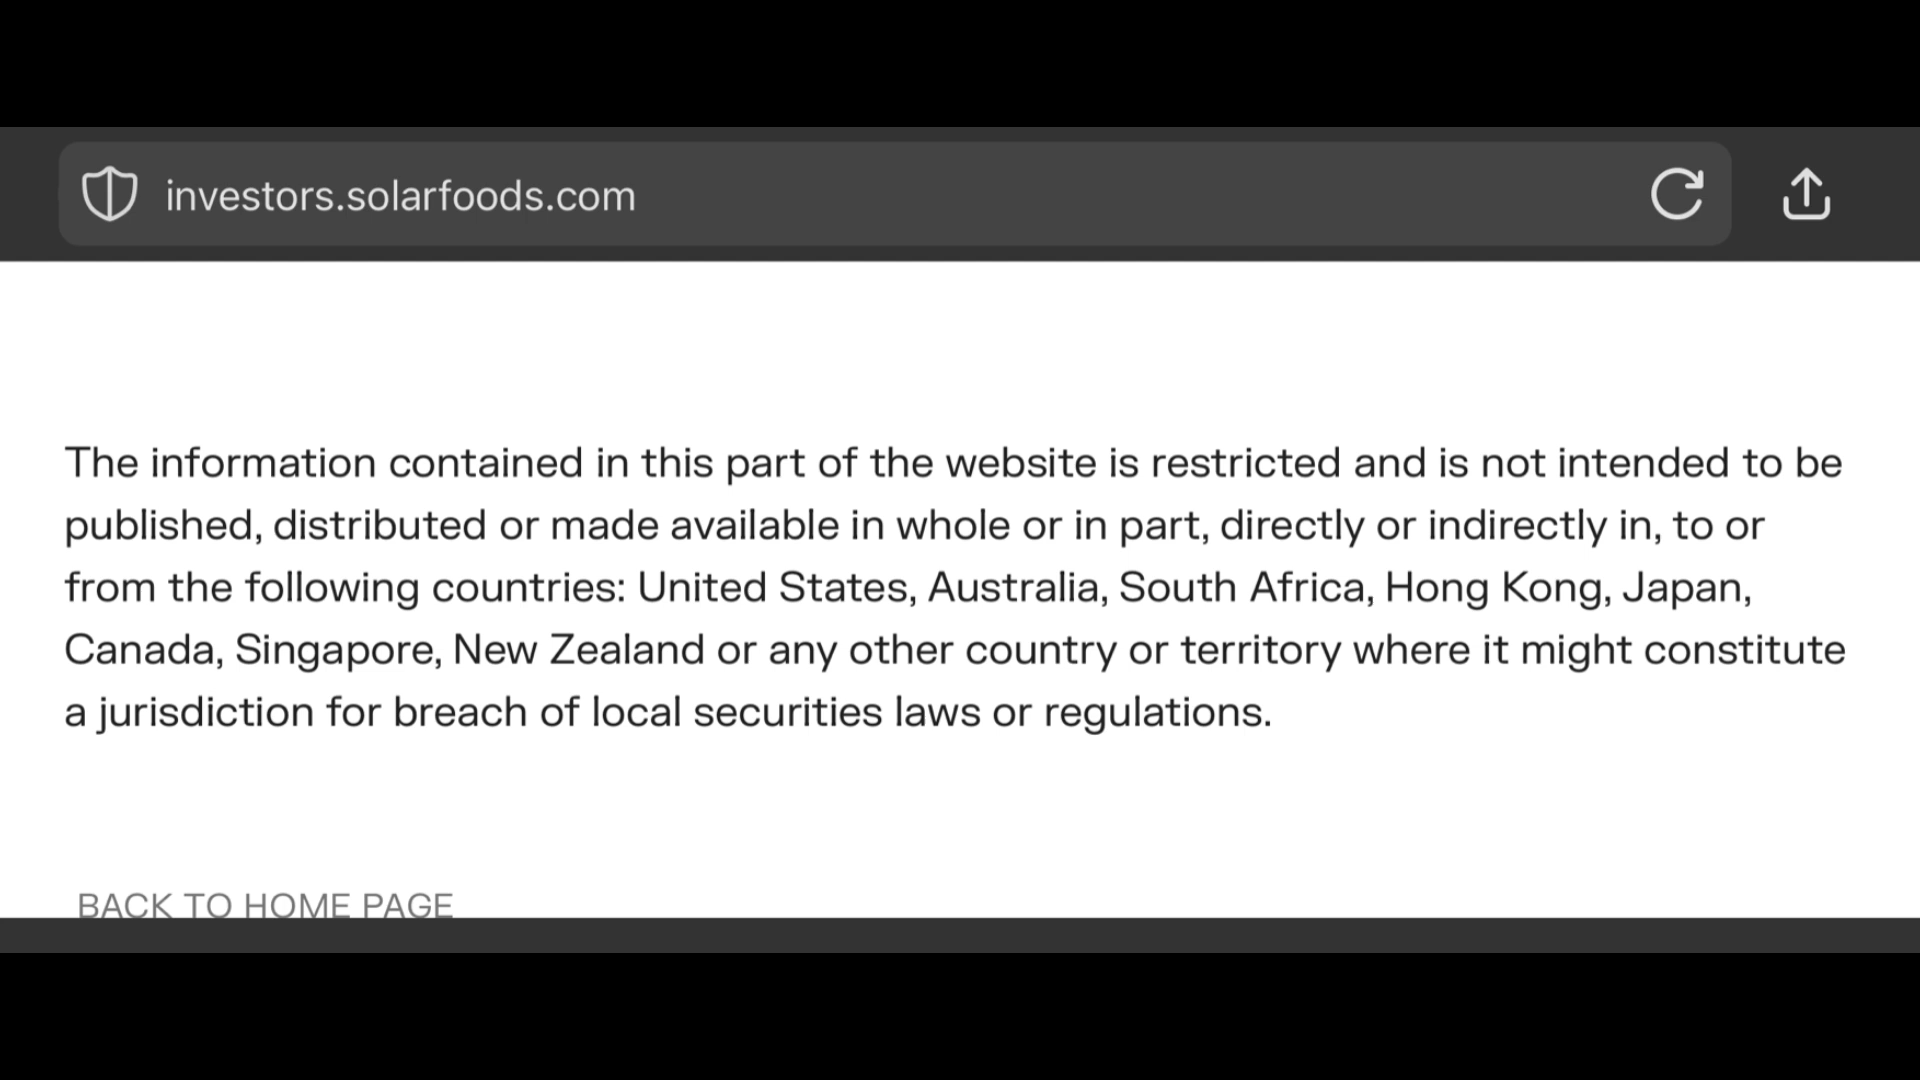 investors.solarfoods.com
The information contained in this part of the website is restricted and is not intended to be
published, distributed or made available in whole or in part, directly or indirectly in, to or
from the following countries: United States, Australia, South Africa, Hong Kong, Japan,
Canada, Singapore, New Zealand or any other country or territory where it might constitute
a jurisdiction for breach of local securities laws or regulations.
BACK TO HOME PAGE